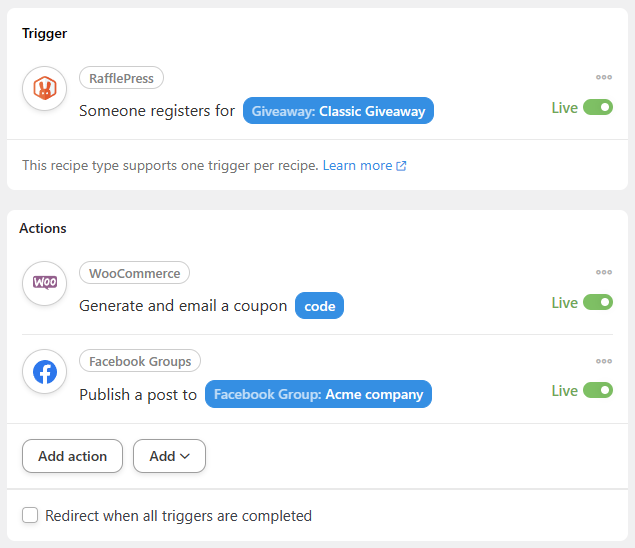 Trigger
RafflePress
Someone registers for Giveaway: Classic Giveaway
Live
This recipe type supports one trigger per recipe. Learn more
Actions
WOO
WooCommerce
Generate and email a coupon code
Live
Facebook Groups
Publish a post to Facebook Group: Acme company
Live
Add action Add
Redirect when all triggers are completed